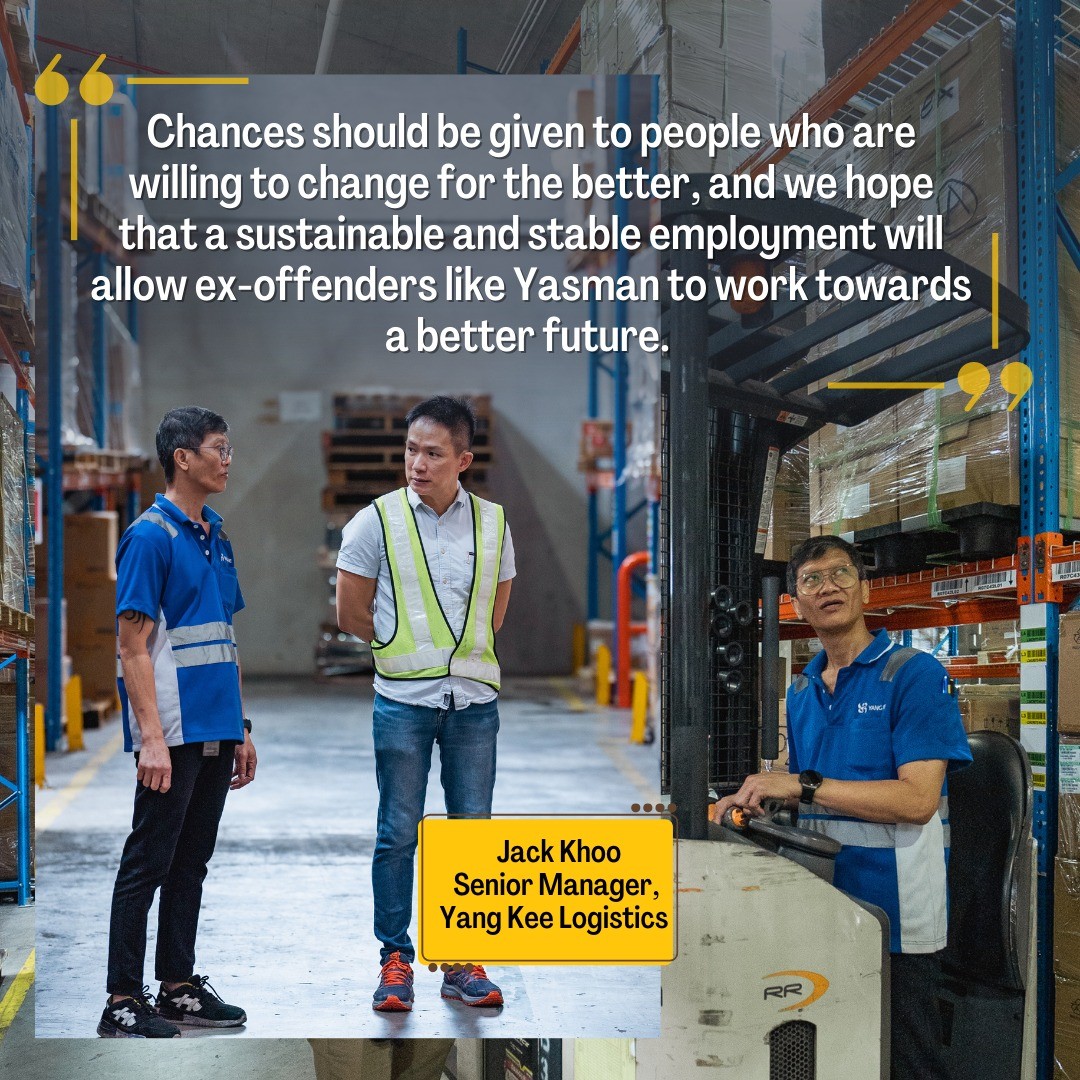 Chances should be given to people who are
willing to change for the better, and we hope
that a sustainable and stable employment will
allow ex-offenders like Yasman to work towards
a better future.
Jack Khoo
Senior Manager,
Yang Kee Logistics
RR